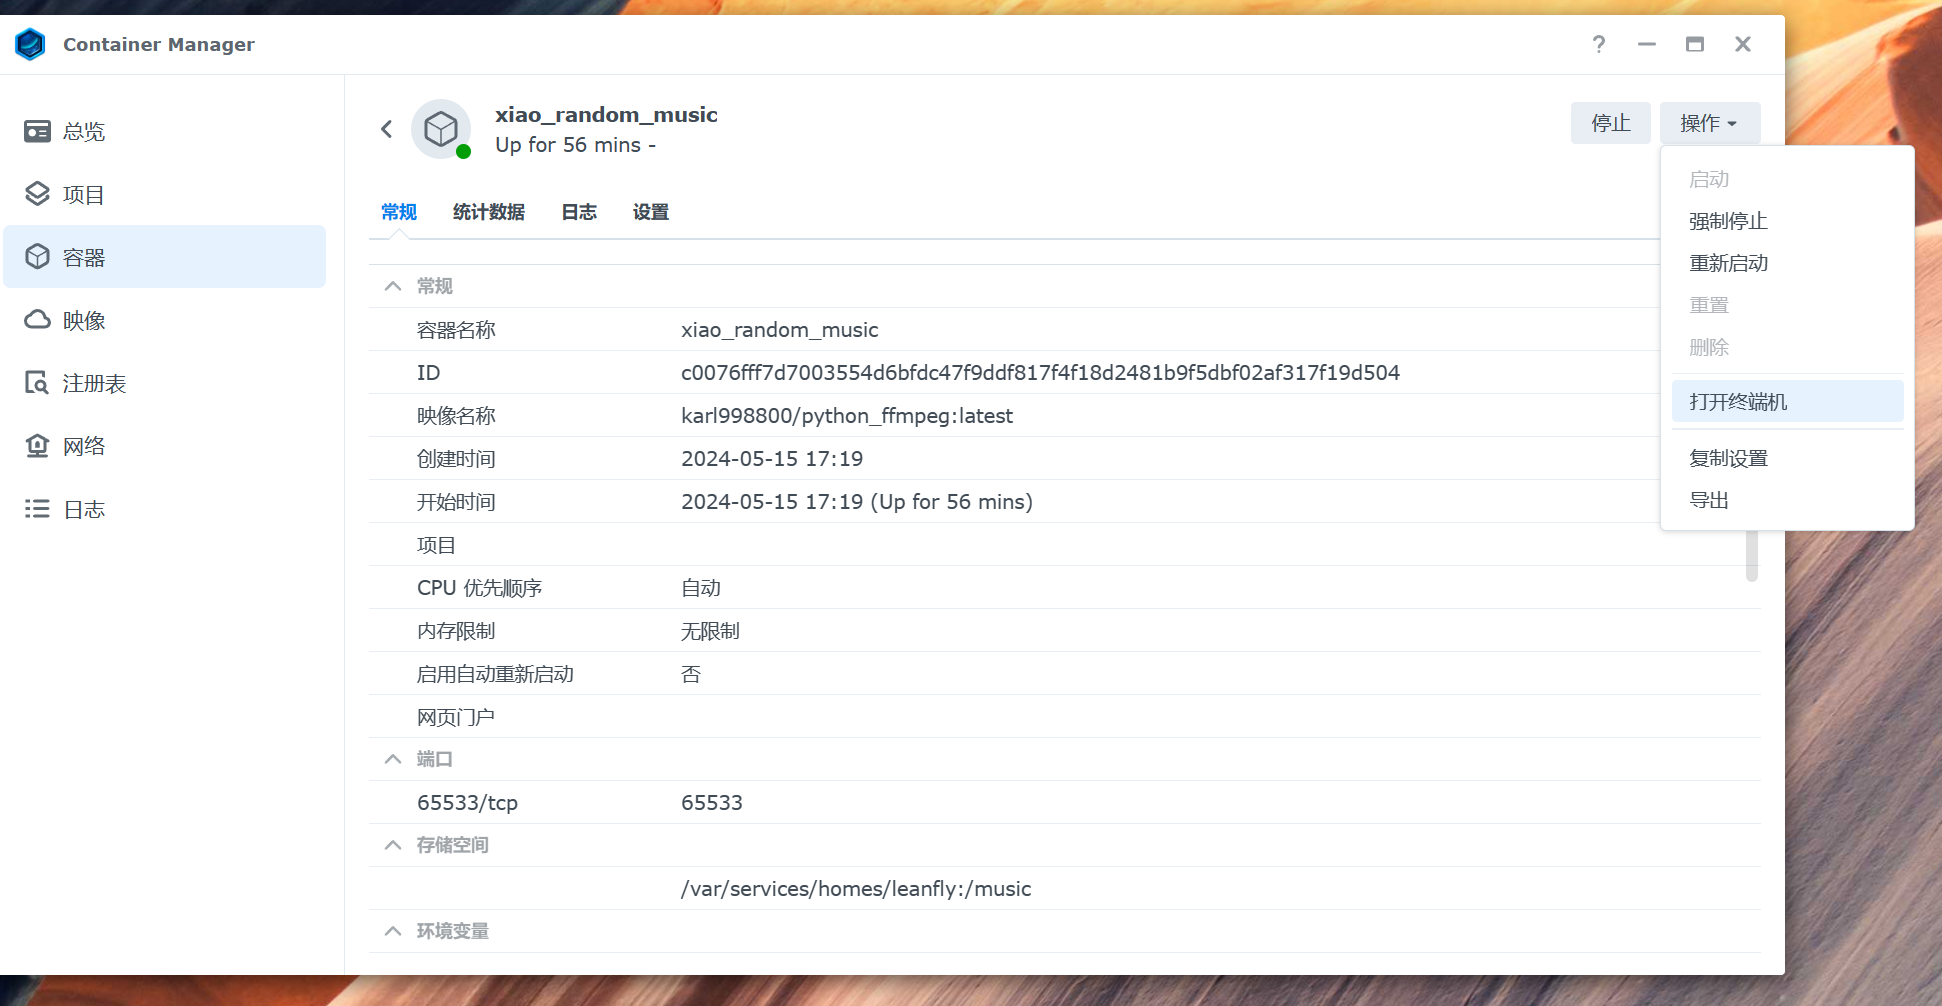 Container Manager
总览
项目
容器
映像
注册表
网络
日志
xiao_random_music
Up for 56 mins -
停止
操作
常规
统计数据
日志
设置
启动
强制停止
重新启动
重置
删除
打开终端机
复制设置
导出
常规
容器名称 xiao_random_music
ID c0076fff7d7003554d6bfdc47f9ddf817f4f18d2481b9f5dbf02af317f19d504
映像名称 karl998800/python_ffmpeg:latest
创建时间 2024-05-15 17:19
开始时间 2024-05-15 17:19 (Up for 56 mins)
项目
CPU 优先顺序 自动
内存限制 无限制
启用自动重新启动 否
网页门户
端口
65533/tcp 65533
存储空间
/var/services/homes/leanfly:/music
环境变量